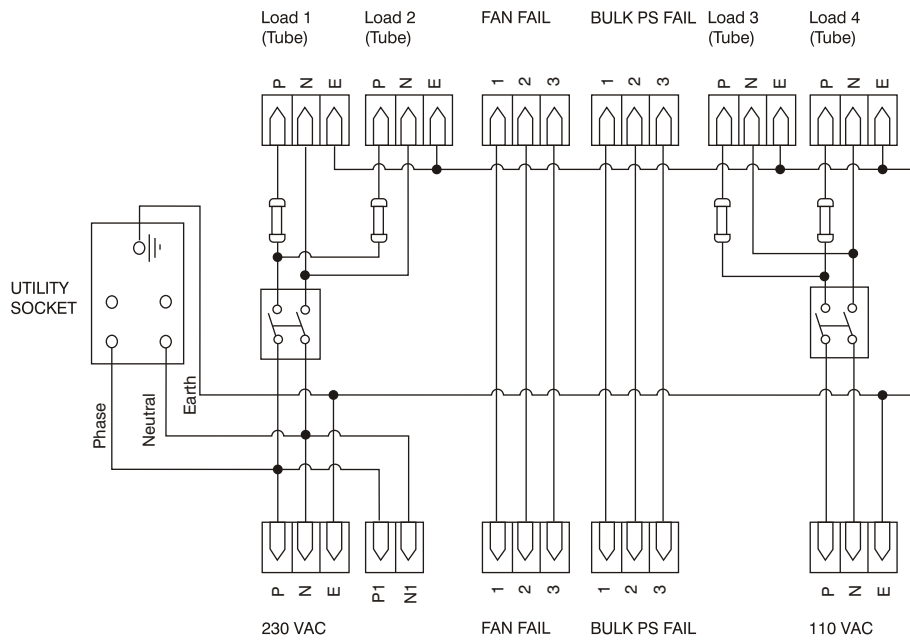 Load 1 Load 2 FAN FAIL BULK PS FAIL Load 3 Load 4
(Tube) (Tube) (Tube) (Tube)
P N E P N E 1 2 3 1 2 3 P N E P N E
UTILITY
SOCKET
Phase
Neutral
Earth
P N E P1 N1 1 2 3 1 2 3 P N E
230 VAC FAN FAIL BULK PS FAIL 110 VAC